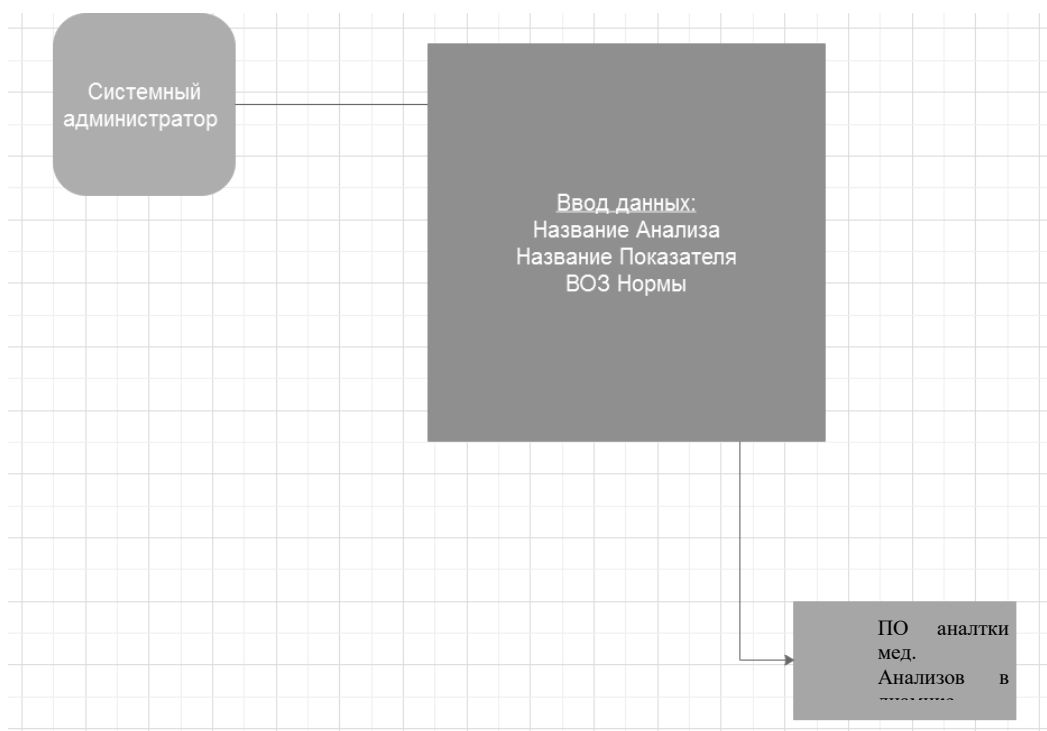 Системный
администратор
Ввод данных:
Название Анализа
Название Показателя
ВОЗ Нормы
ПО аналтки
мед.
Анализов в